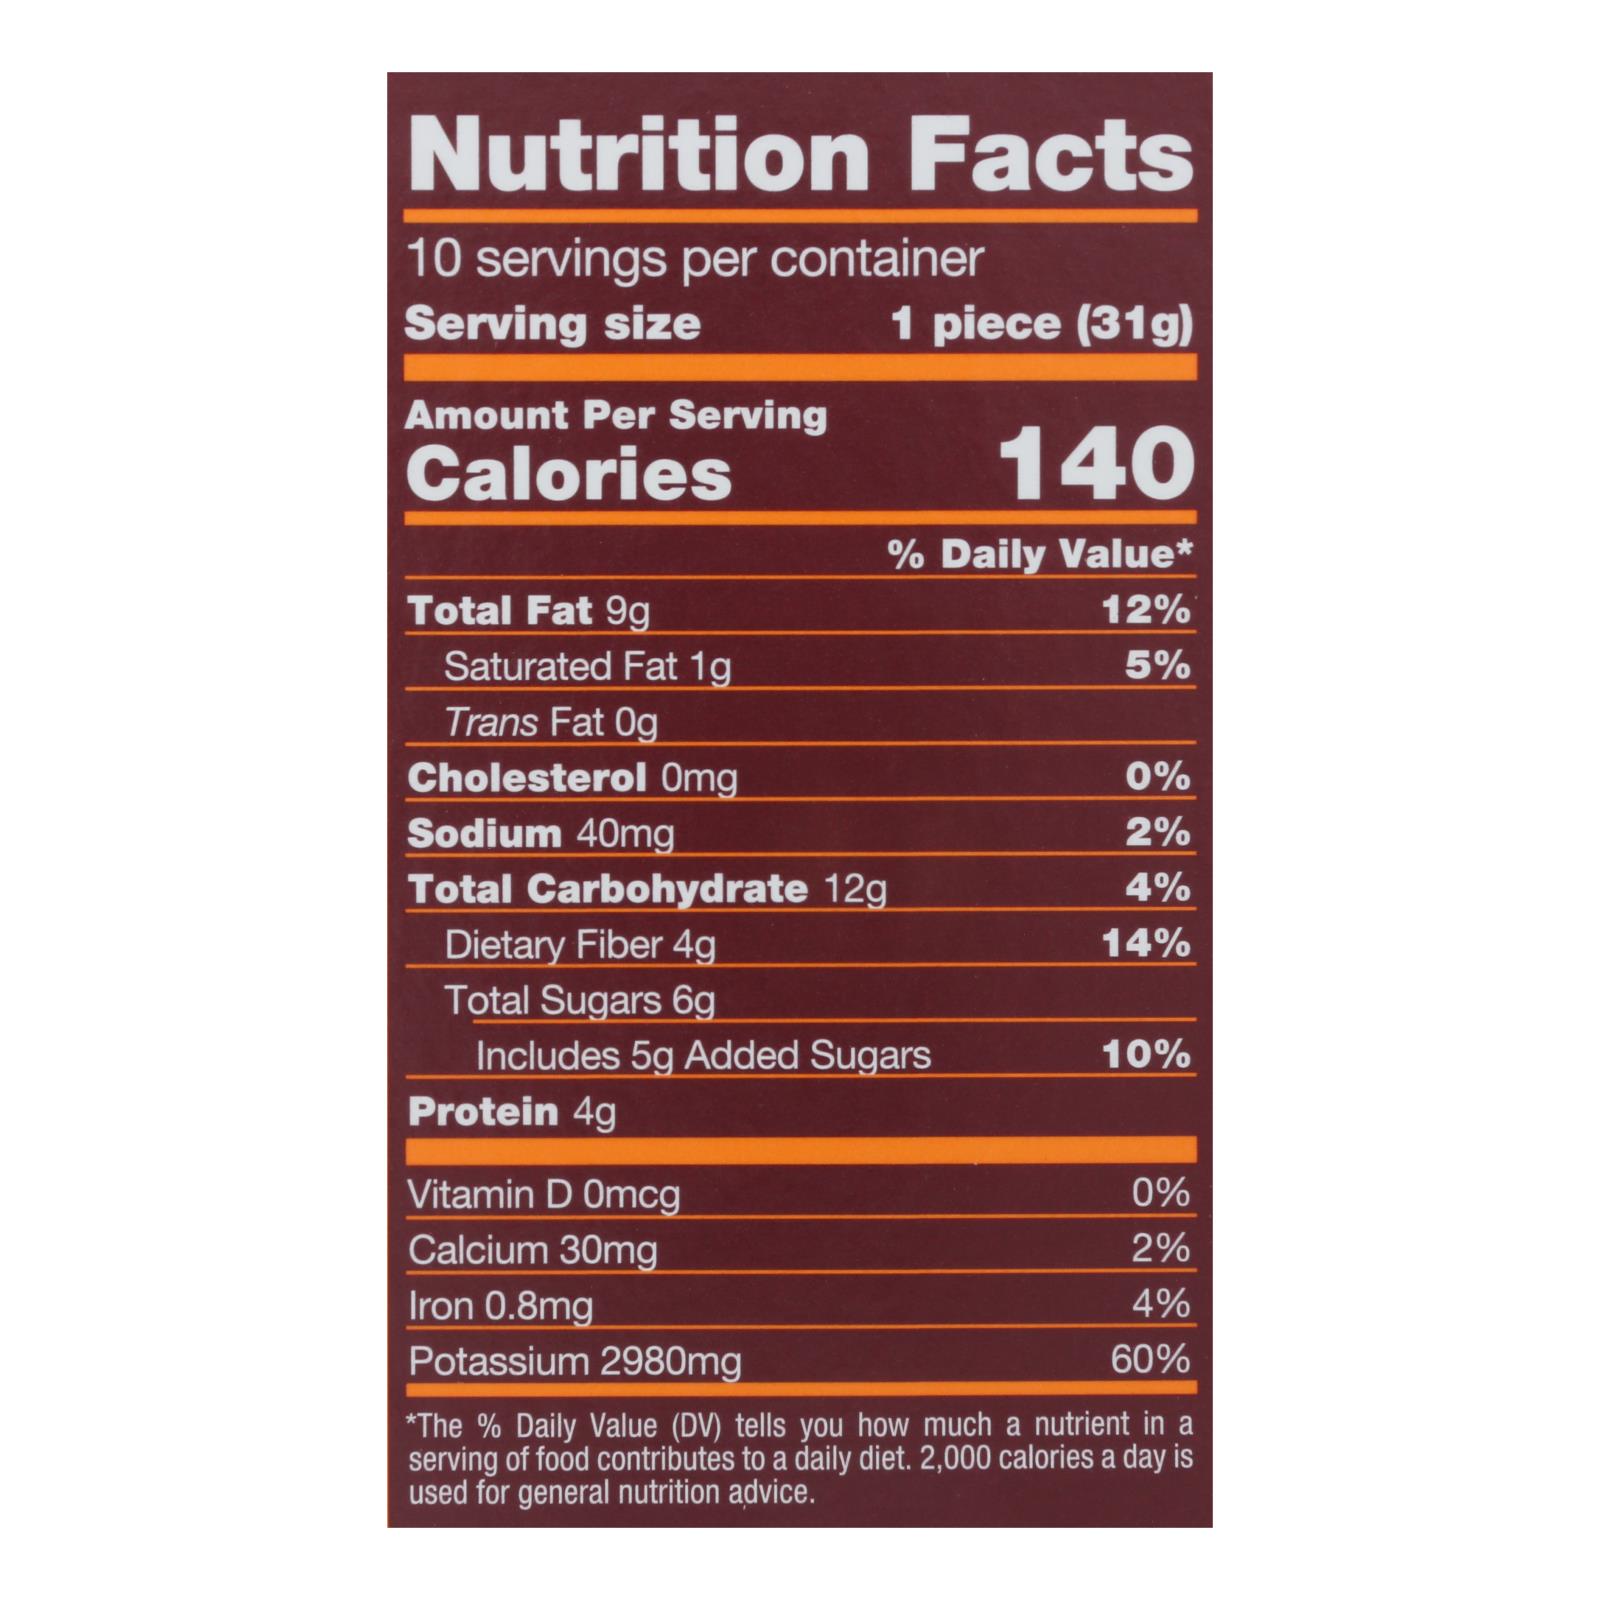 Nutrition Facts
10 servings per container
Serving size 1 piece (31g)
Amount Per Serving
Calories 140
% Daily Value*
Total Fat 9g 12%
Saturated Fat 1g 5%
Trans Fat 0g
Cholesterol 0mg 0%
Sodium 40mg 2%
Total Carbohydrate 12g 4%
Dietary Fiber 4g 14%
Total Sugars 6g
Includes 5g Added Sugars 10%
Protein 4g
Vitamin D 0mcg 0%
Calcium 30mg 2%
Iron 0.8mg 4%
Potassium 2980mg 60%
*The % Daily Value (DV) tells you how much a nutrient in a
serving of food contributes to a daily diet. 2,000 calories a day is
used for general nutrition advice.